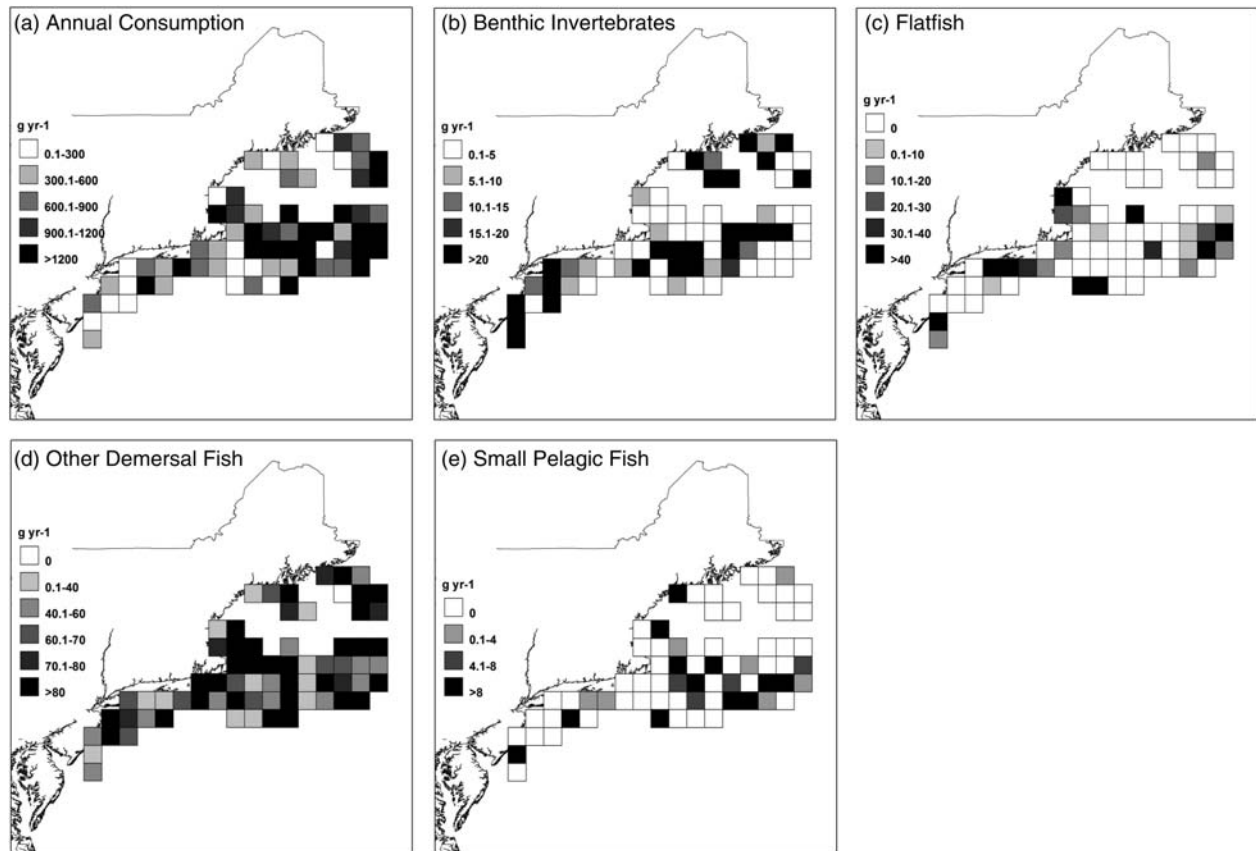 (a) Annual Consumption
g yr-1
0.1-300
300.1-600
600.1-900
900.1-1200
>1200
(b) Benthic Invertebrates
g yr-1
0.1-5
5.1-10
10.1-15
15.1-20
>20
(c) Flatfish
g yr-1
0
0.1-10
10.1-20
20.1-30
30.1-40
>40
(d) Other Demersal Fish
g yr-1
0
0.1-40
40.1-60
60.1-70
70.1-80
>80
(e) Small Pelagic Fish
g yr-1
0
0.1-4
4.1-8
>8